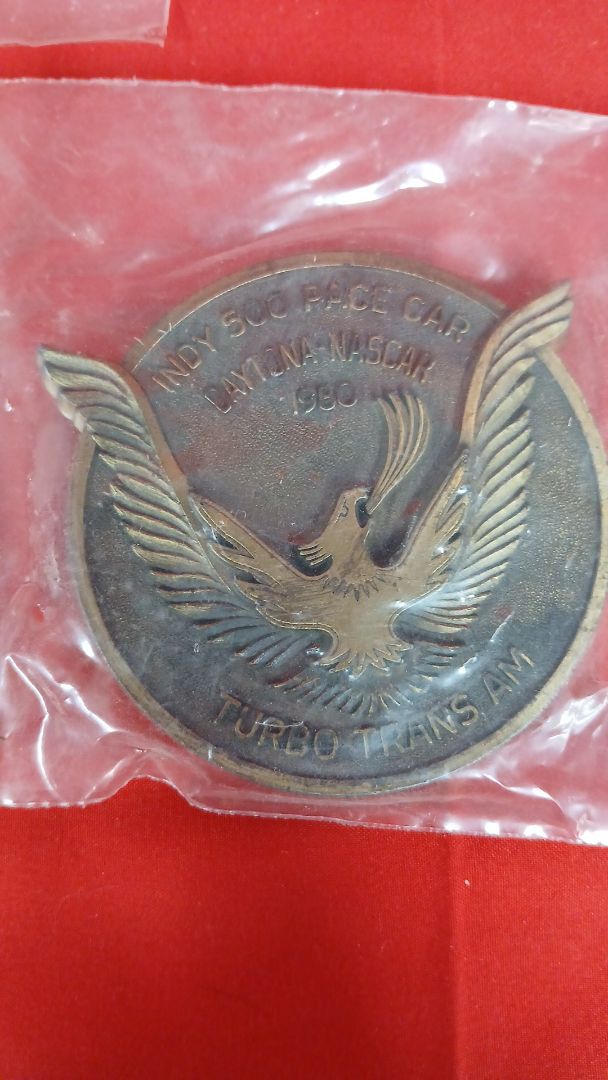 INDY 500 PACE CAR
DAYTONA-NASCAR
1980
TURBO TRANS AM